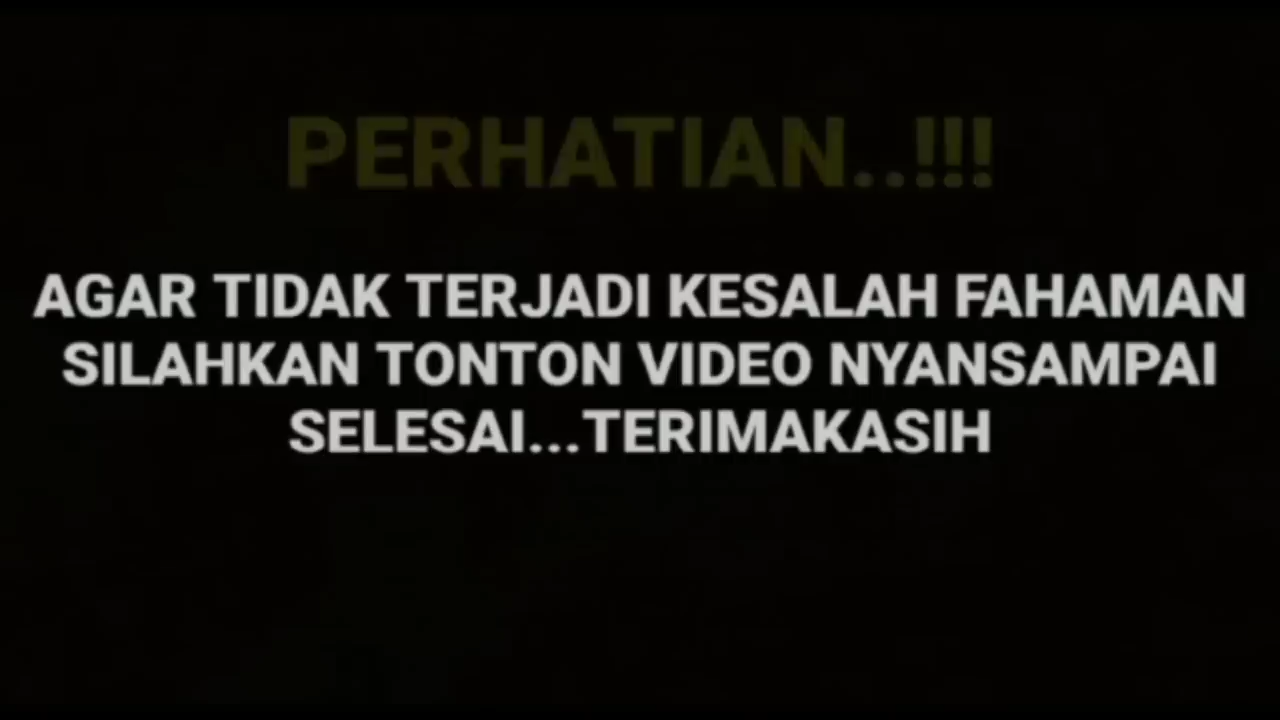 PERHATIAN..!!!
AGAR TIDAK TERJADI KESALAH FAHAMAN
SILAHKAN TONTON VIDEO NYANSAMPAI
SELESAI...TERIMAKASIH